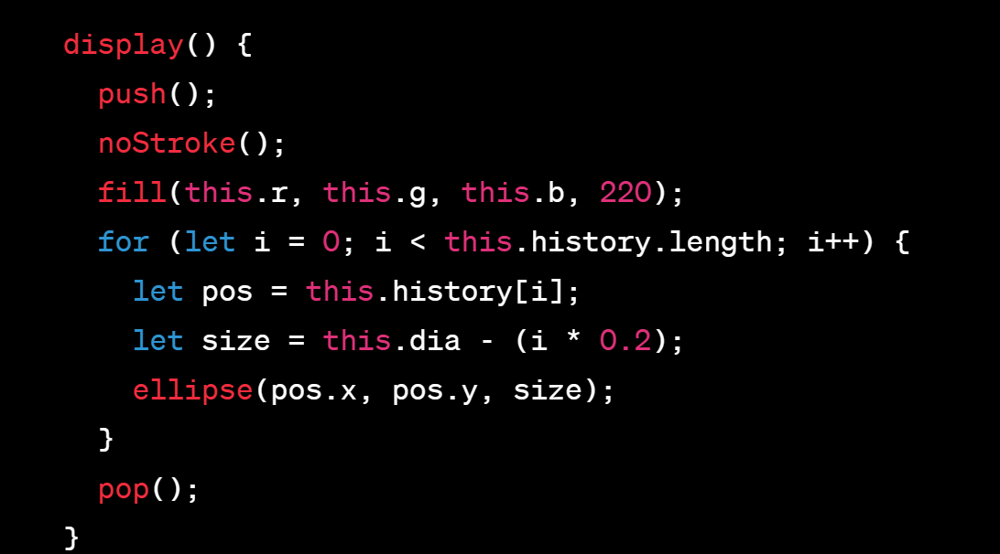 display() {
  push();
  noStroke();
  fill(this.r, this.g, this.b, 220);
  for (let i = 0; i < this.history.length; i++) {
    let pos = this.history[i];
    let size = this.dia - (i * 0.2);
    ellipse(pos.x, pos.y, size);
  }
  pop();
}